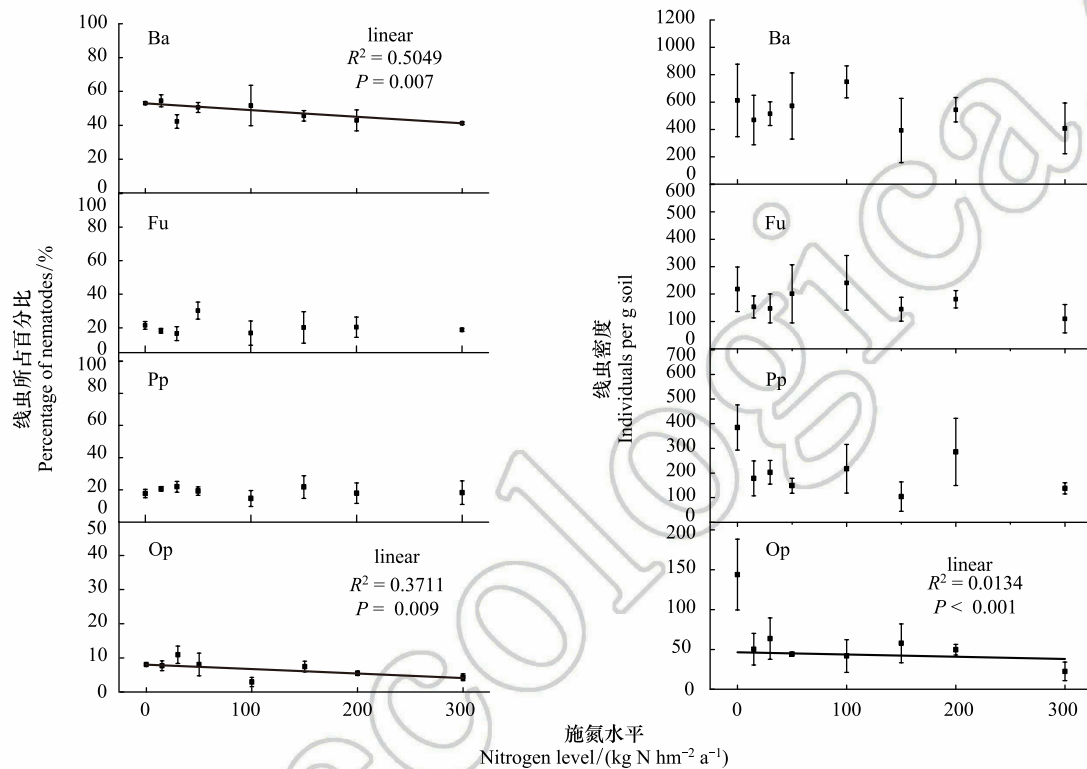 100
80
60
40
20
0
Ba
linear
R² = 0.5049
P = 0.007
100
80
60
40
20
0
Fu
100
80
60
40
20
0
Pp
50
40
30
20
10
0
Op
linear
R² = 0.3711
P = 0.009
0
100
200
300
线虫所占百分比
Percentage of nematodes/%
1200
1000
800
600
400
200
0
Ba
600
500
400
300
200
100
0
Fu
700
600
500
400
300
200
100
0
Pp
200
150
100
50
0
Op
linear
R² = 0.0134
P < 0.001
0
100
200
300
线虫密度
Individuals per g soil
施氮水平
Nitrogen level/(kg N hm⁻² a⁻¹)
ecologica